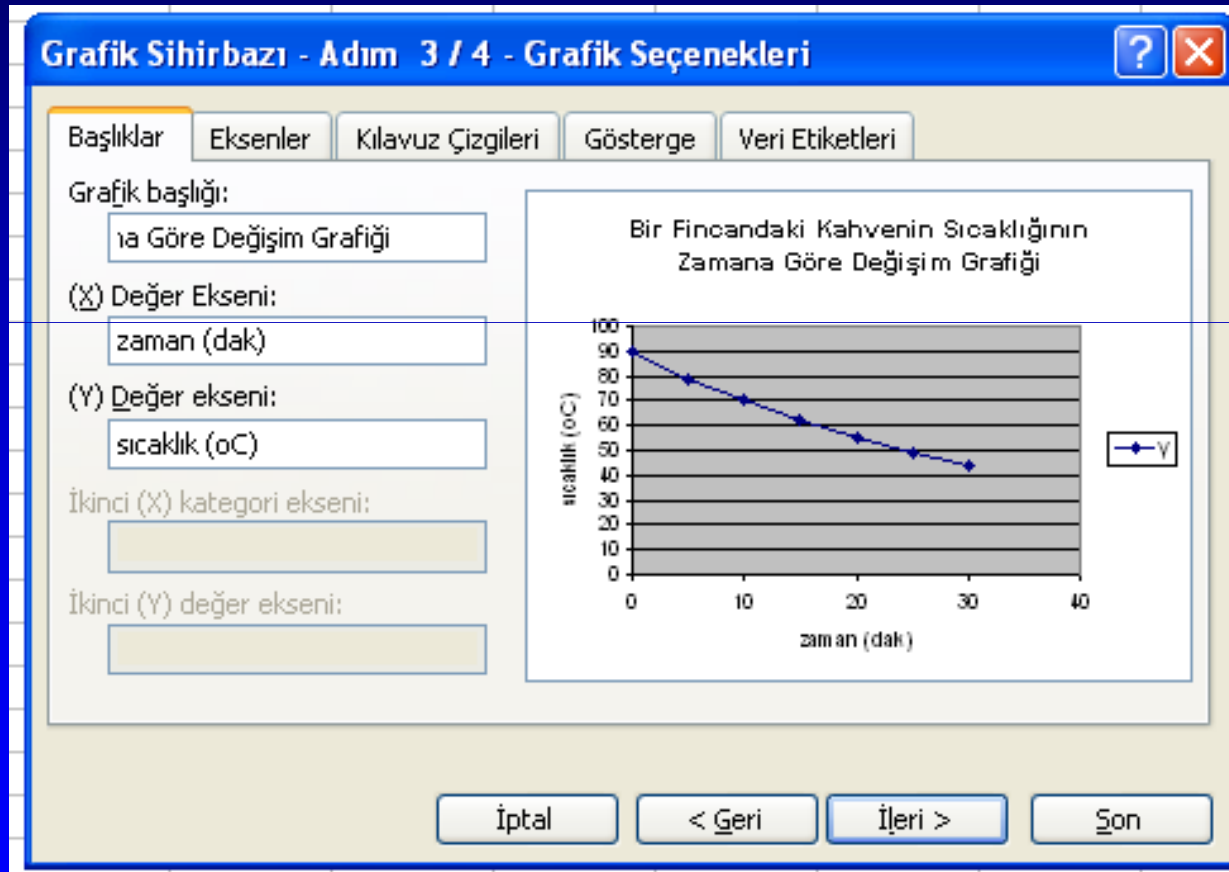 Grafik Sihirbazı - Adım 3 / 4 - Grafik Seçenekleri
Başlıklar
Eksenler
Kılavuz Çizgileri
Gösterge
Veri Etiketleri
Grafik başlığı:
na Göre Değişim Grafiği
(X) Değer Ekseni:
zaman (dak)
(Y) Değer ekseni:
sıcaklık (oC)
İkinci (X) kategori ekseni:
İkinci (Y) değer ekseni:
Bir Fincandaki Kahvenin Sıcaklığının
Zamana Göre Değişim Grafiği
100
90
80
70
60
50
40
30
20
10
0
sıcaklık (oC)
0 10 20 30 40
zaman (dak)
Y
İptal
< Geri
İleri >
Son